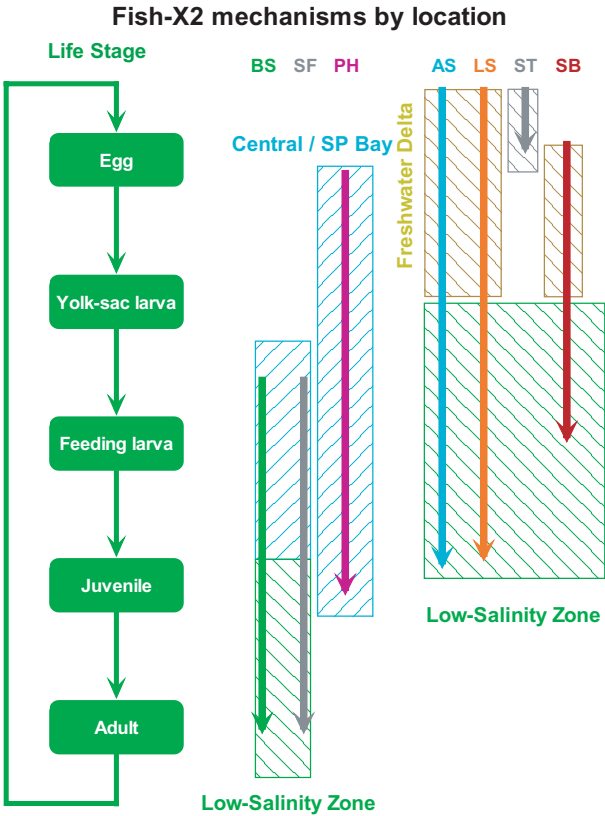 Fish-X2 mechanisms by location
Life Stage
BS SF PH AS LS ST SB
Central / SP Bay
Freshwater Delta
Egg
Yolk-sac larva
Feeding larva
Juvenile
Low-Salinity Zone
Adult
Low-Salinity Zone